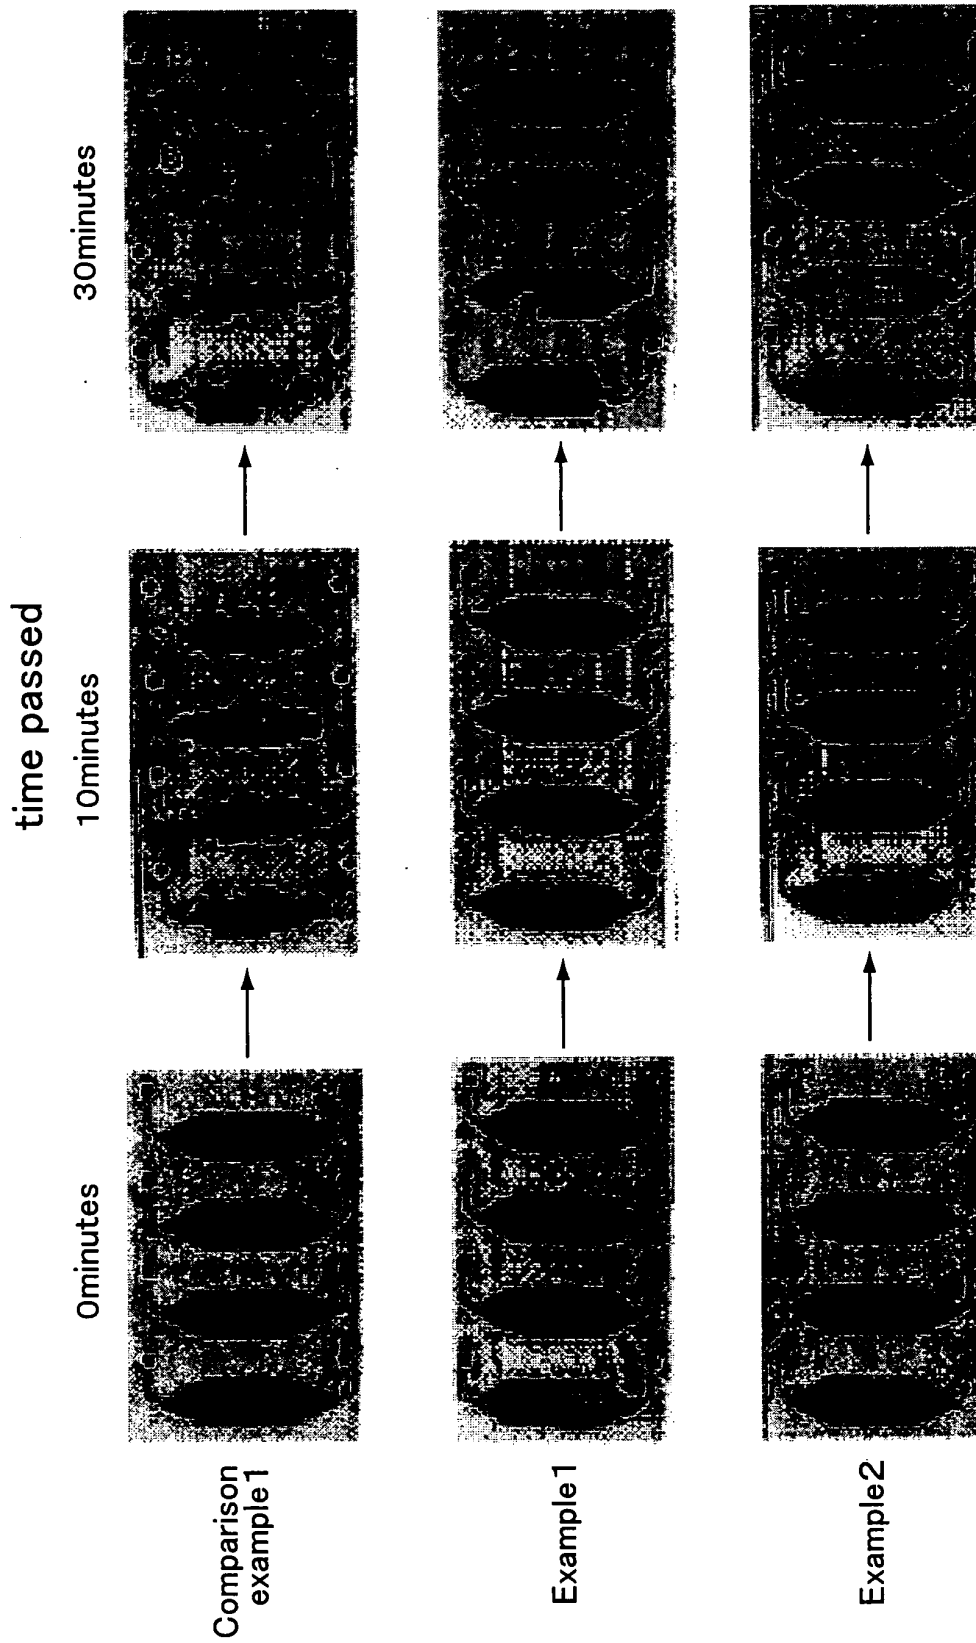 time passed
0minutes
10minutes
30minutes
Comparison
example1
Example1
Example2